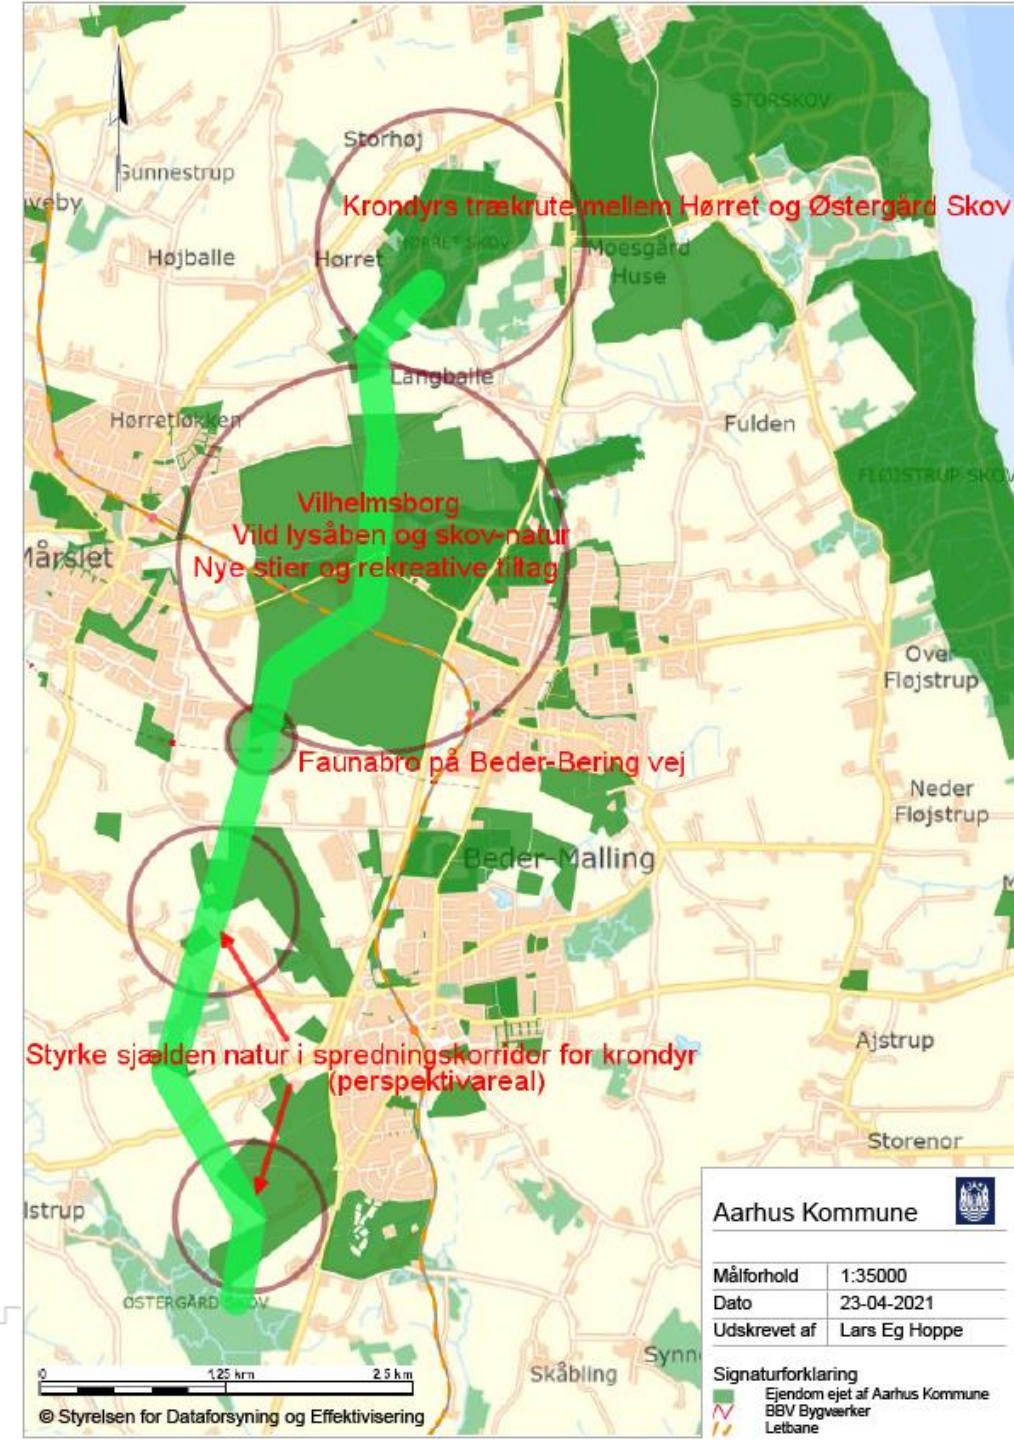 STORSKOV
Storhøj
Gunnestrup
Krondyrs trækrute mellem Hørret og Østergård Skov
HØRRET SKOV
Højballe
Hørret
Moesgård
Huse
Langballe
Hørretløkken
Fulden
FLØJSTRUP SKOV
Vilhelmsborg
Vild lysåben og skov-natur
Nye stier og rekreative tiltag
Mårslet
Over
Fløjstrup
Faunabro på Beder-Bering vej
Neder
Fløjstrup
Beder-Malling
Ajstrup
Styrke sjælden natur i spredningskorridor for krondyr
(perspektivareal)
Storenor
lstrup
ØSTERGÅRD SKOV
Skåbling
Synn
0 1,25 km 2.5 km
© Styrelsen for Dataforsyning og Effektivisering
Aarhus Kommune
Målforhold 1:35000
Dato 23-04-2021
Udskrevet af Lars Eg Hoppe
Signaturforklaring
Ejendom ejet af Aarhus Kommune
BBV Bygværker
Letbane